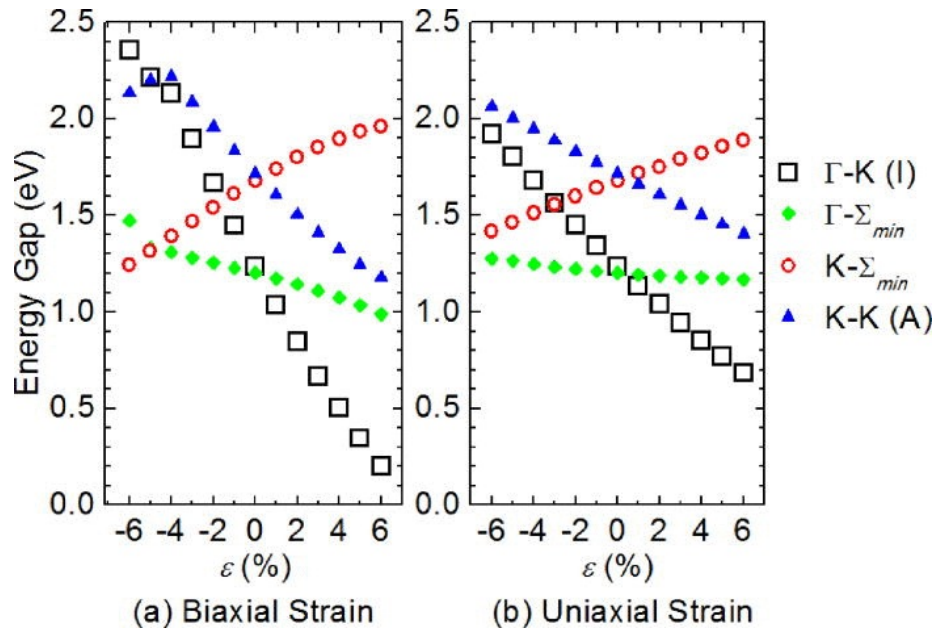 Energy Gap (eV)
2.5
2.0
1.5
1.0
0.5
0.0
-6 -4 -2 0 2 4 6
ε (%)
(a) Biaxial Strain
2.5
2.0
1.5
1.0
0.5
0.0
-6 -4 -2 0 2 4 6
ε (%)
(b) Uniaxial Strain
Γ-K (I)
Γ-Σmin
K-Σmin
K-K (A)